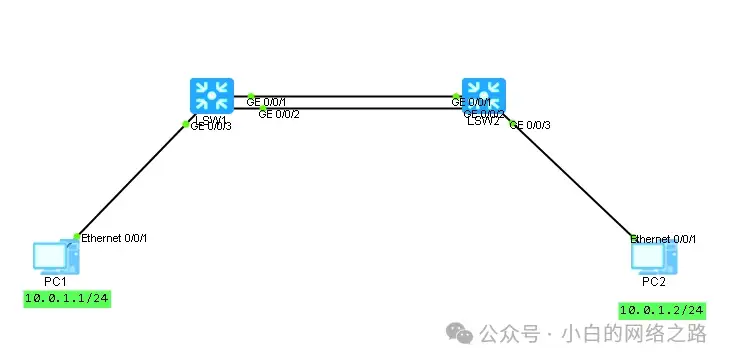 GE 0/0/1
GE 0/0/1
GE 0/0/2
GE 0/0/2
LSW1
LSW2
GE 0/0/3
GE 0/0/3
Ethernet 0/0/1
Ethernet 0/0/1
PC1
PC2
10.0.1.1/24
10.0.1.2/24
公众号·小白的网络之路